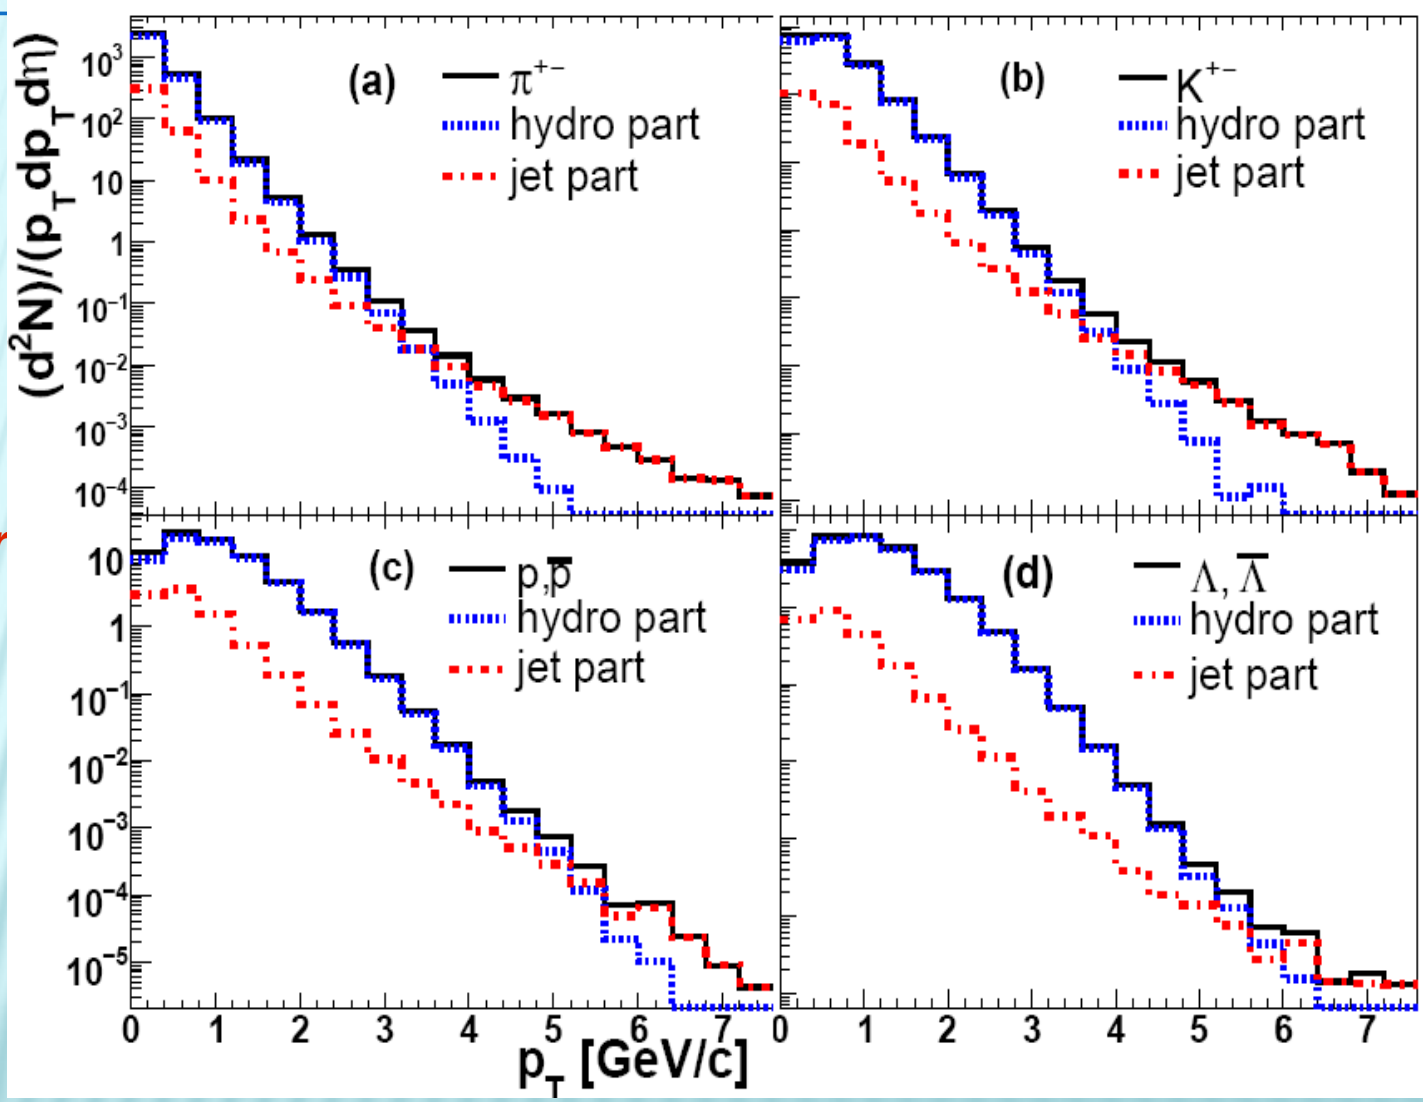 (d²N)/(p_T dp_T dη)
10³
10²
10
1
10⁻¹
10⁻²
10⁻³
10⁻⁴
(a)
π⁺⁻
hydro part
jet part
(b)
K⁺⁻
hydro part
jet part
10
1
10⁻¹
10⁻²
10⁻³
10⁻⁴
10⁻⁵
(c)
p,p̅
hydro part
jet part
(d)
Λ, Λ̅
hydro part
jet part
0 1 2 3 4 5 6 7
0 1 2 3 4 5 6 7
p_T [GeV/c]